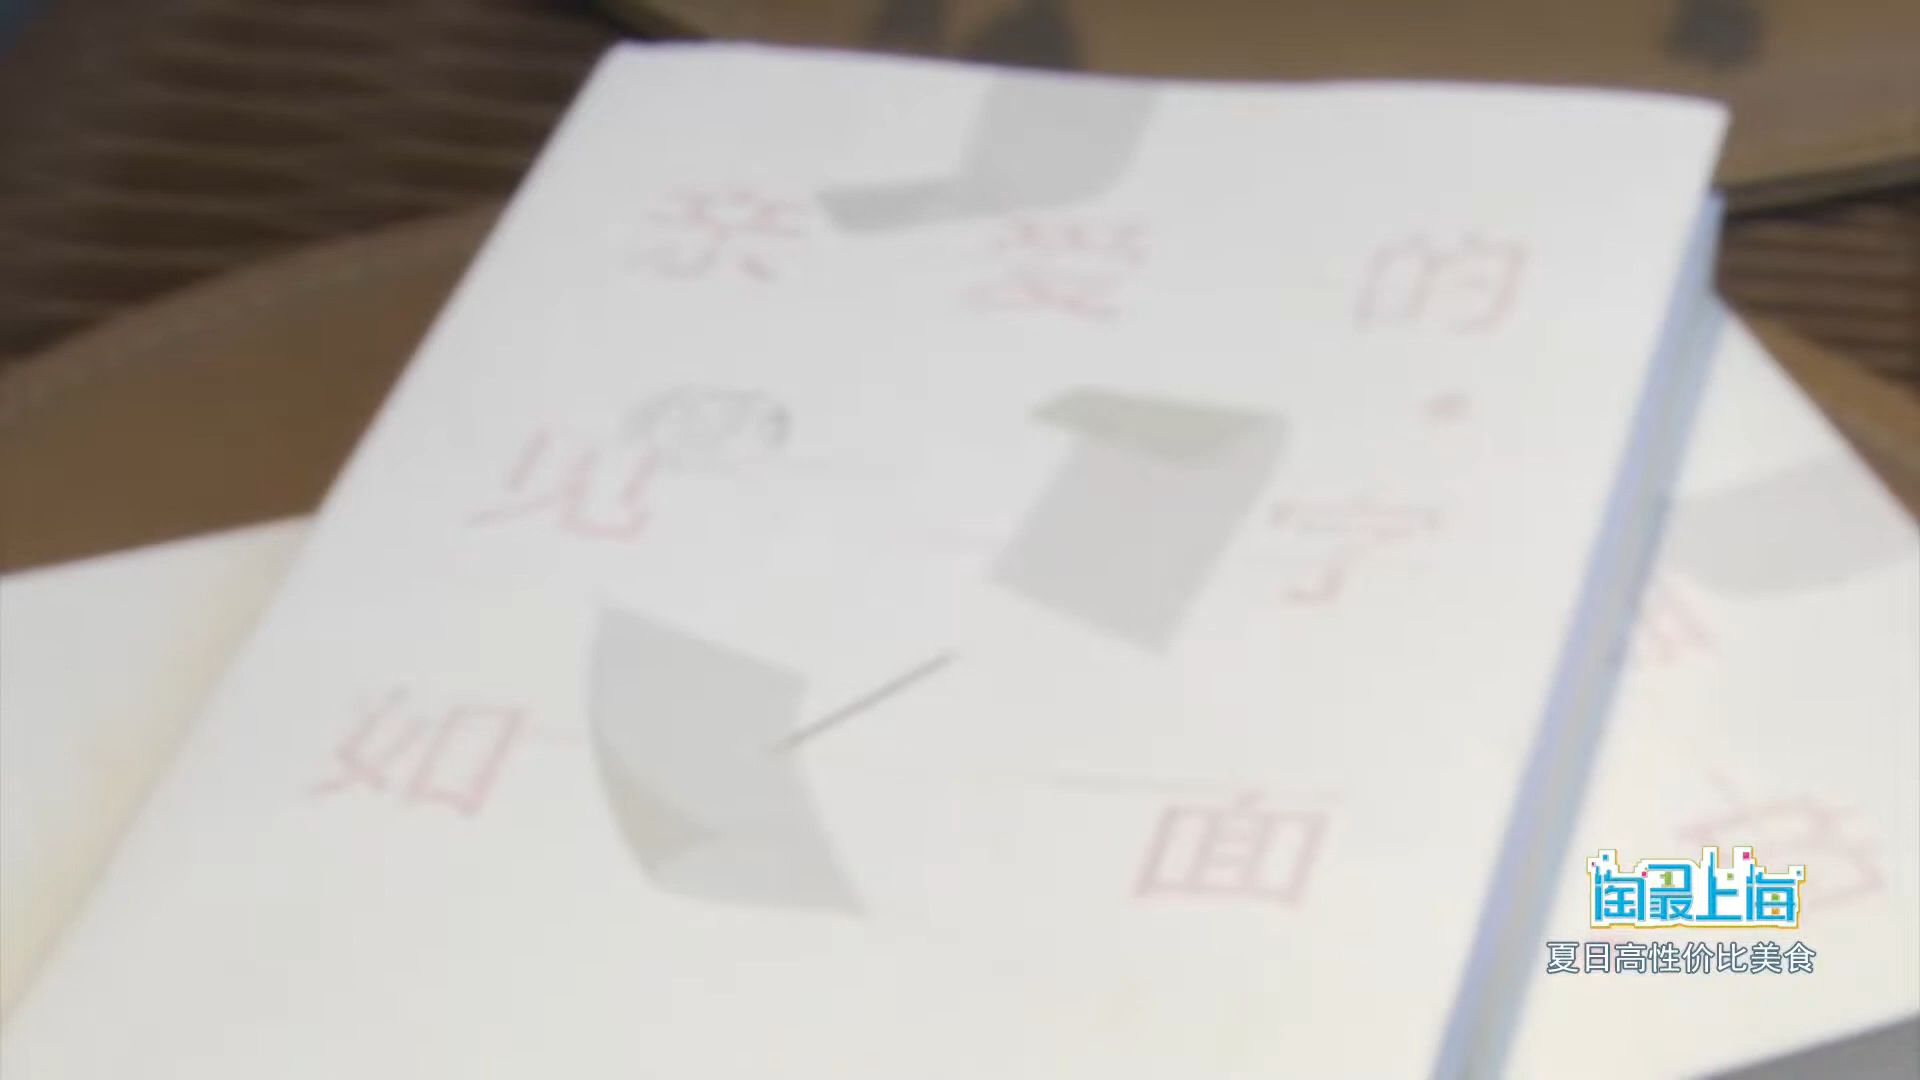 亲爱的
·
见字
如面
淘最上海
夏日高性价比美食